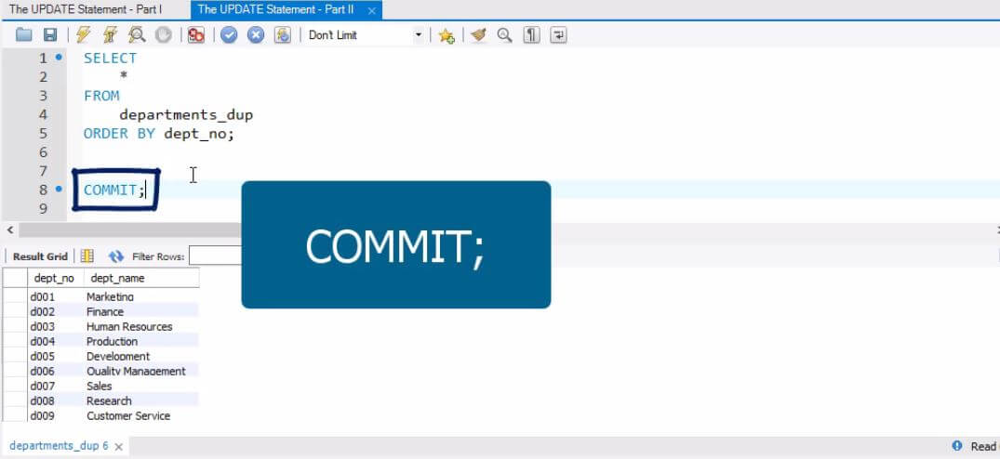 The UPDATE Statement - Part I
The UPDATE Statement - Part II
Don't Limit
1 SELECT
2 *
3 FROM
4 departments_dup
5 ORDER BY dept_no;
6
7
8 COMMIT;
9
COMMIT;
Result Grid
Filter Rows:
dept_no dept_name
d001 Marketing
d002 Finance
d003 Human Resources
d004 Production
d005 Development
d006 Quality Management
d007 Sales
d008 Research
d009 Customer Service
departments_dup 6
Read